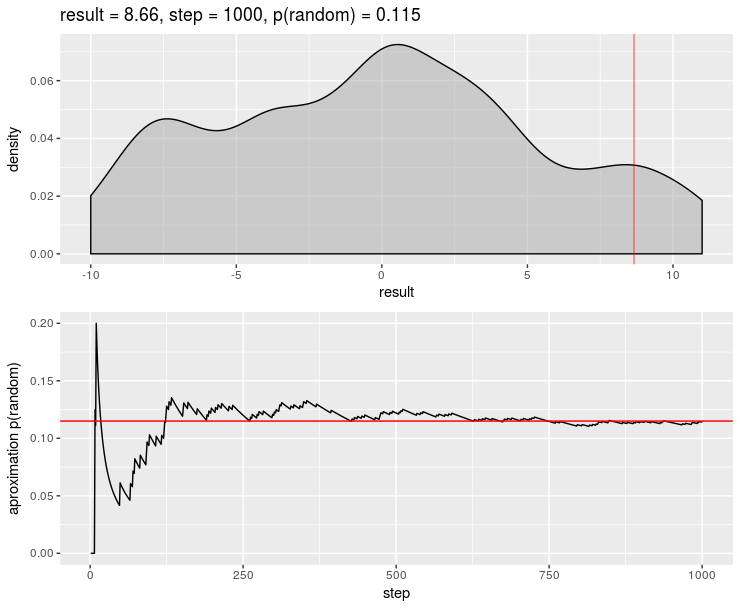 result = 8.66, step = 1000, p(random) = 0.115
density
0.06
0.04
0.02
0.00
-10 -5 0 5 10
result
aproximation p(random)
0.20
0.15
0.10
0.05
0.00
0 250 500 750 1000
step